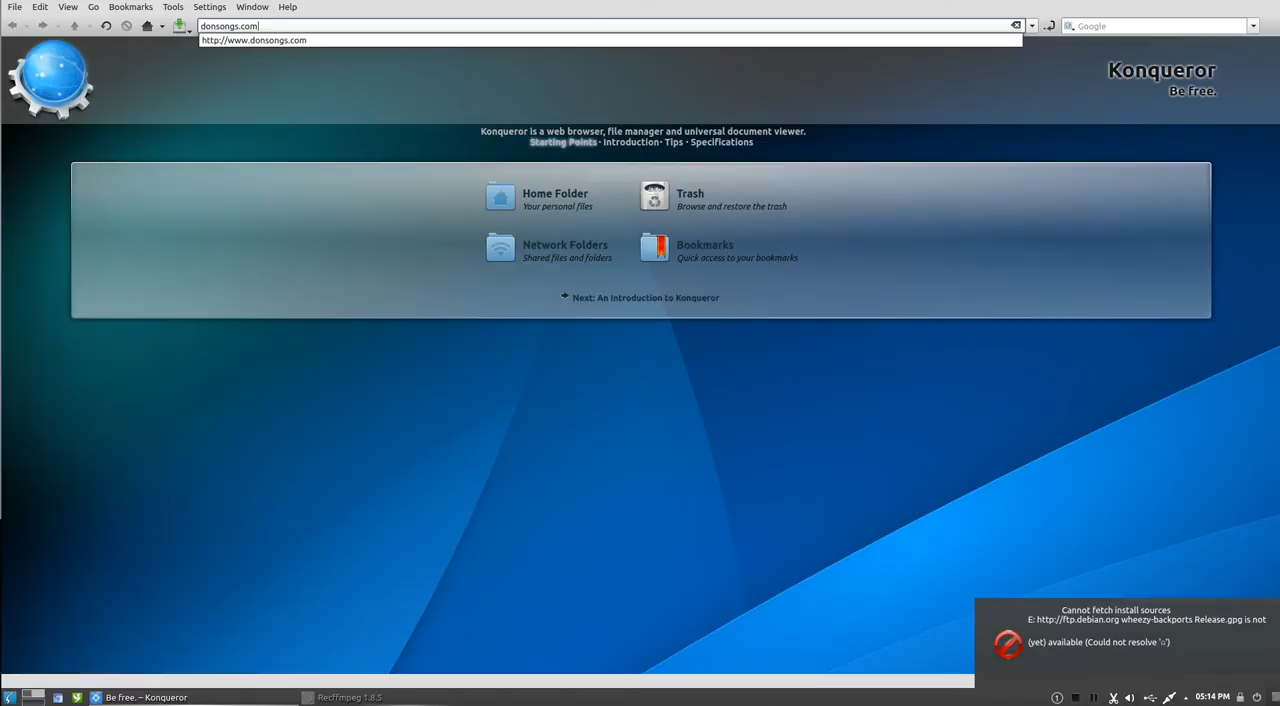 File Edit View Go Bookmarks Tools Settings Window Help
donsongs.com
Google
http://www.donsongs.com
Konqueror
Be free.
Konqueror is a web browser, file manager and universal document viewer.
Starting Points · Introduction · Tips · Specifications
Home Folder
Your personal files
Trash
Browse and restore the trash
Network Folders
Shared files and folders
Bookmarks
Quick access to your bookmarks
Next: An Introduction to Konqueror
Cannot fetch install sources
E: http://ftp.debian.org wheezy-backports Release.gpg is not
(yet) available (Could not resolve '
Be free. – Konqueror
RecFfmpeg 1.8.5
1
05:14 PM